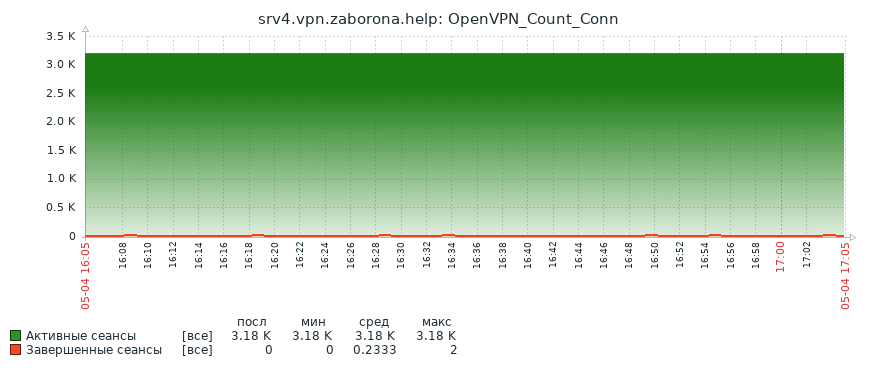 srv4.vpn.zaborona.help: OpenVPN_Count_Conn
3.5 K
3.0 K
2.5 K
2.0 K
1.5 K
1.0 K
0.5 K
0
05-04 16:05
16:08
16:10
16:12
16:14
16:16
16:18
16:20
16:22
16:24
16:26
16:28
16:30
16:32
16:34
16:36
16:38
16:40
16:42
16:44
16:46
16:48
16:50
16:52
16:54
16:56
16:58
17:00
17:02
05-04 17:05
посл мин сред макс
Активные сеансы [все] 3.18 K 3.18 K 3.18 K 3.18 K
Завершенные сеансы [все] 0 0 0.2333 2